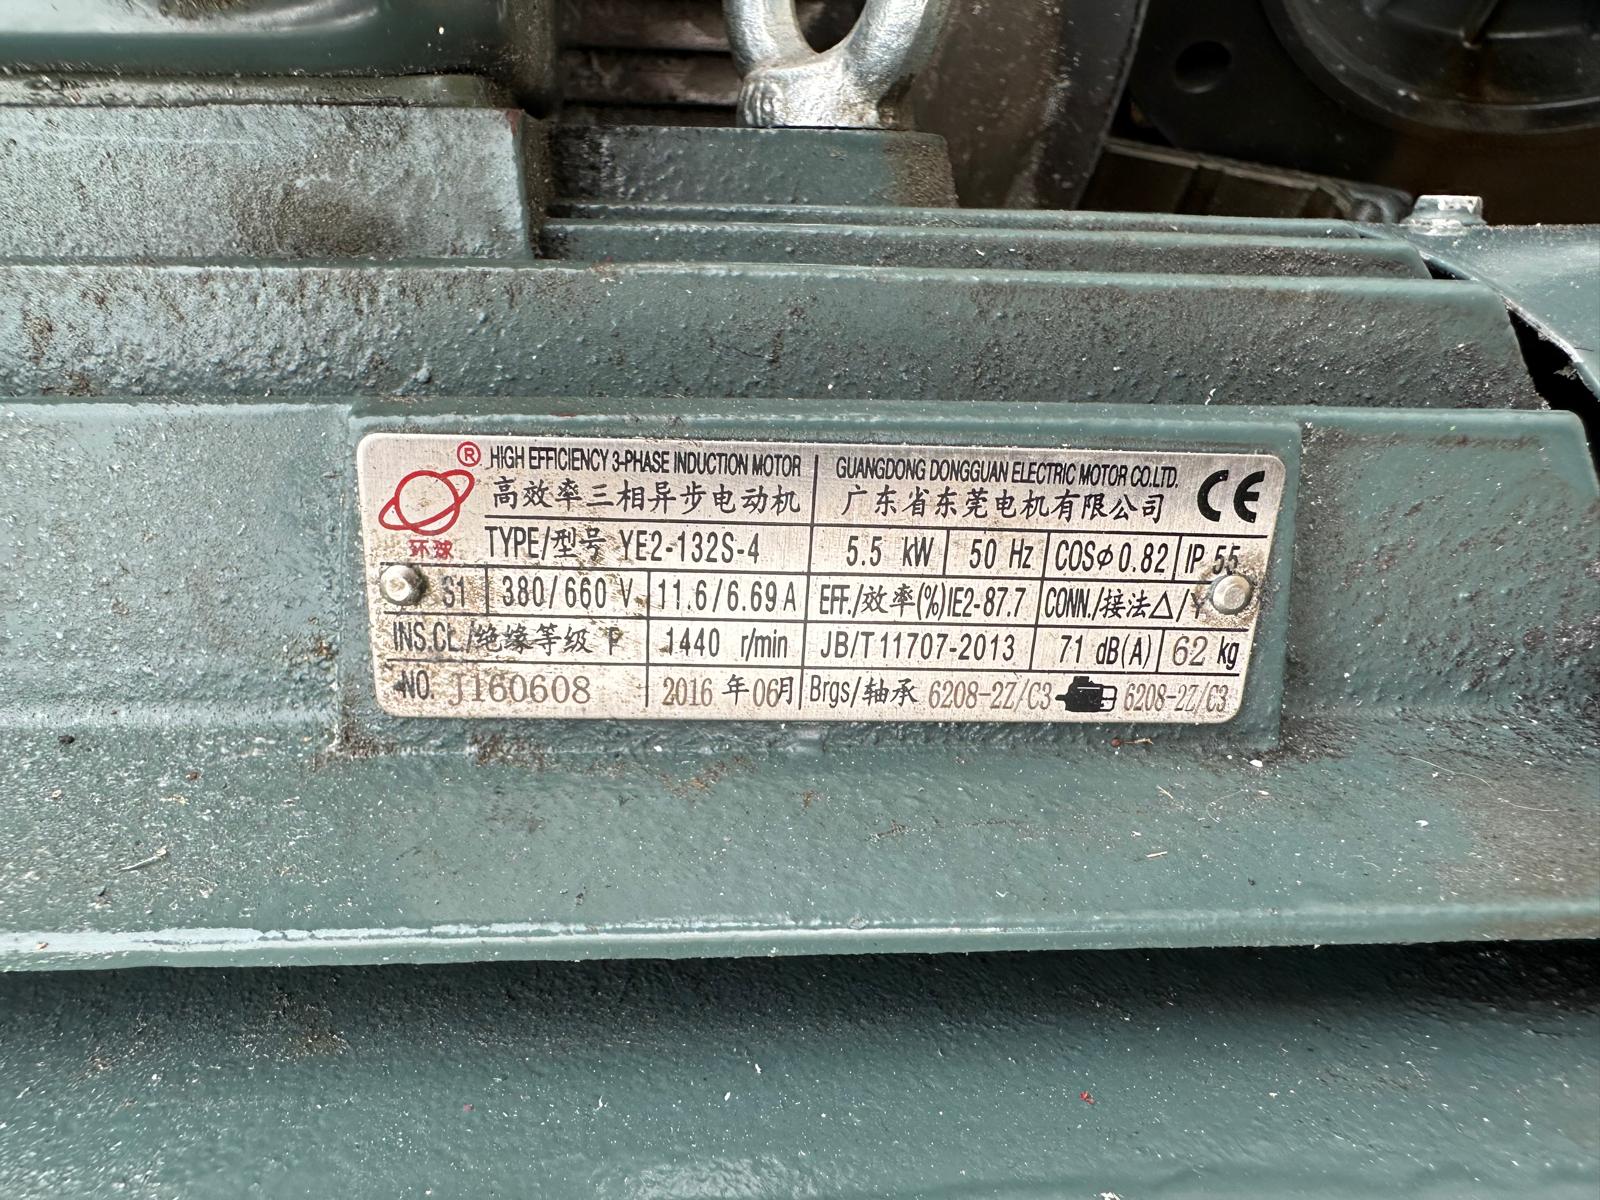 ® HIGH EFFICIENCY 3-PHASE INDUCTION MOTOR GUANGDONG DONGGUAN ELECTRIC MOTOR CO.LTD. CE
高效率三相异步电动机 广东省东莞电机有限公司
环球 TYPE/型号 YE2-132S-4 5.5 kW 50 Hz COSφ 0.82 IP 55
S1 380/660 V 11.6/6.69 A EFF./效率(%)IE2-87.7 CONN./接法△/Y
INS.CL./绝缘等级 1440 r/min JB/T11707-2013 71 dB(A) 62 kg
NO. J160608 2016 年 06月 Brgs/轴承 6208-2Z/C3 6208-2Z/C3